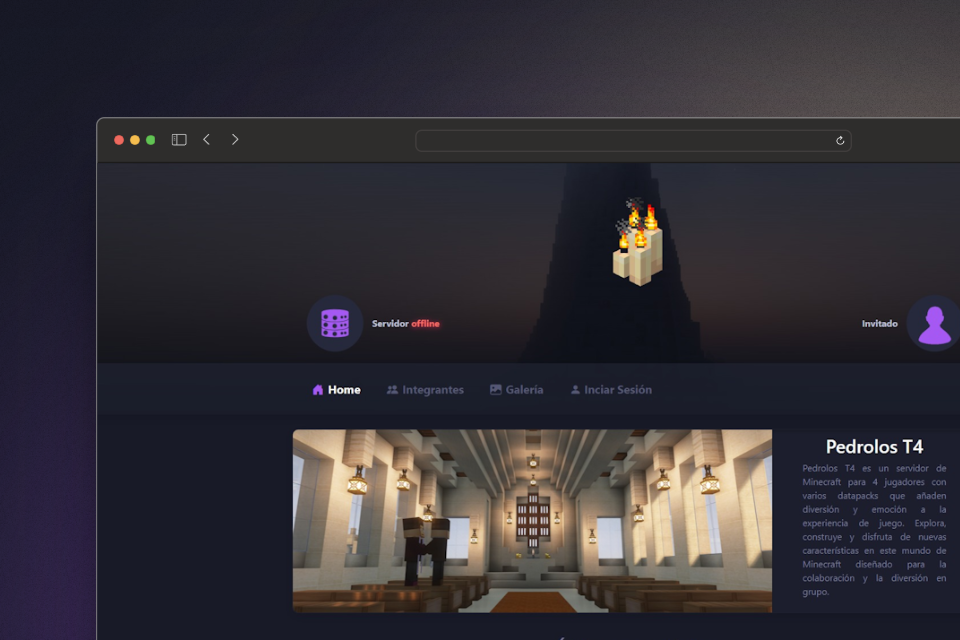 Servidor offline
Invitado
Home
Integrantes
Galería
Inciar Sesión
Pedrolos T4
Pedrolos T4 es un servidor de
Minecraft para 4 jugadores con
varios datapacks que añaden
diversión y emoción a la
experiencia de juego. Explora,
construye y disfruta de nuevas
características en este mundo de
Minecraft diseñado para la
colaboración y la diversión en
grupo.